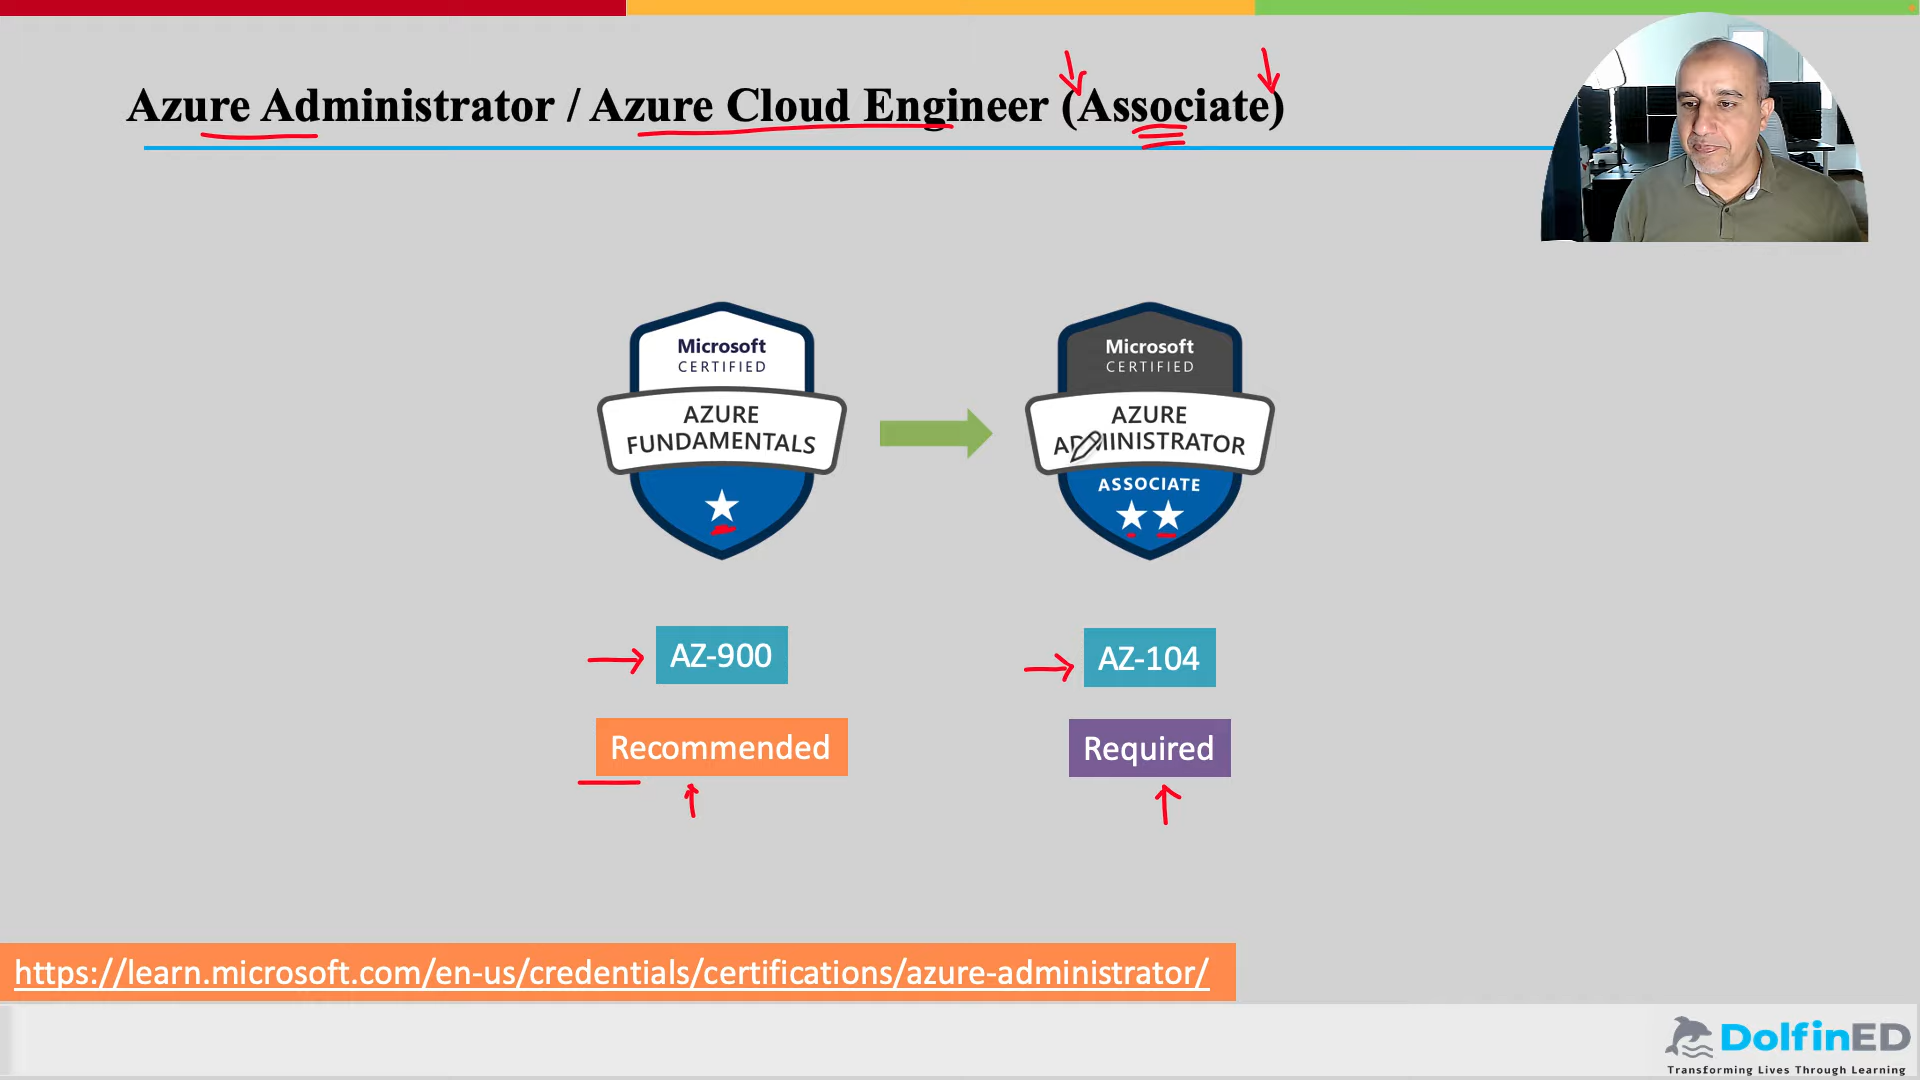 Azure Administrator / Azure Cloud Engineer (Associate)
Microsoft
CERTIFIED
AZURE
FUNDAMENTALS
Microsoft
CERTIFIED
AZURE
ADMINISTRATOR
ASSOCIATE
AZ-900
AZ-104
Recommended
Required
https://learn.microsoft.com/en-us/credentials/certifications/azure-administrator/
DolfinED
Transforming Lives Through Learning